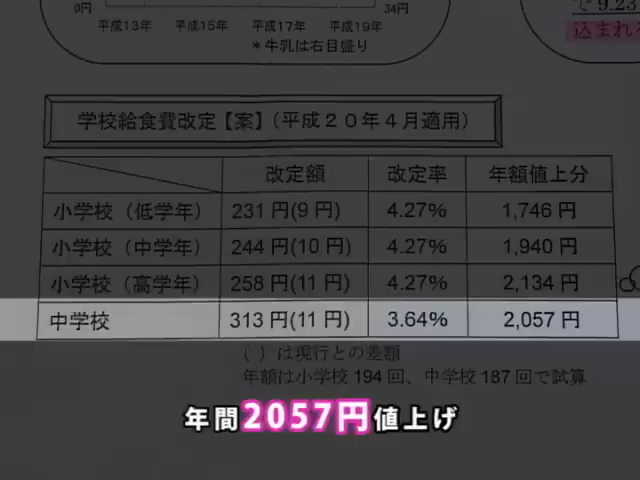 0円 34円 で9.23
平成13年 平成15年 平成17年 平成19年 込まれる
*牛乳は右目盛り
学校給食費改定【案】(平成20年4月適用)
改定額 改定率 年額値上分
小学校(低学年) 231円(9円) 4.27% 1,746円
小学校(中学年) 244円(10円) 4.27% 1,940円
小学校(高学年) 258円(11円) 4.27% 2,134円
中学校 313円(11円) 3.64% 2,057円
( )は現行との差額
年額は小学校194回、中学校187回で試算
年間2057円値上げ